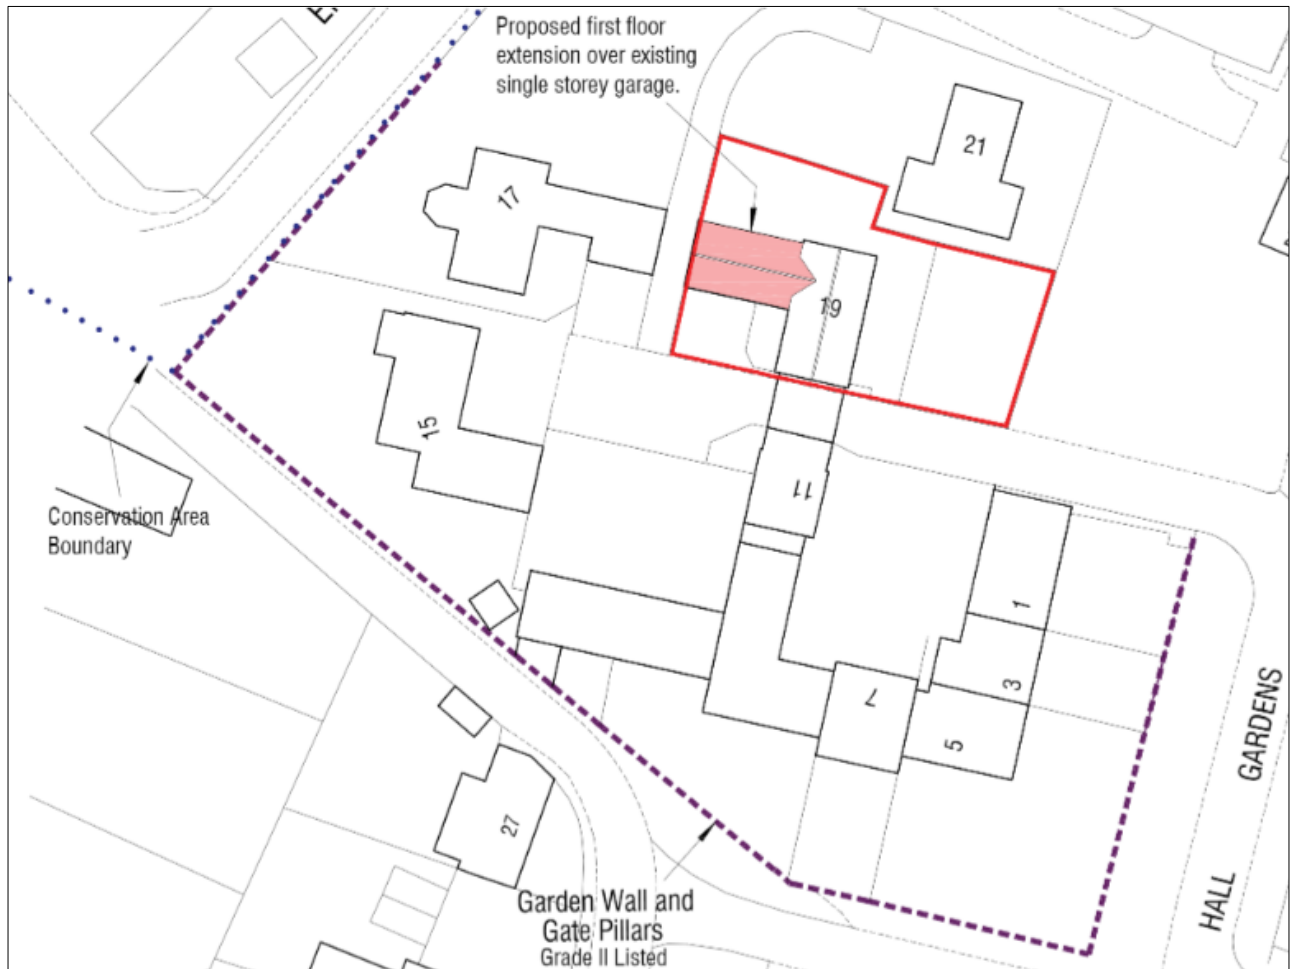 Proposed first floor
extension over existing
single storey garage.
21
17
19
15
11
Conservation Area
Boundary
1
3
7
5
27
HALL GARDENS
Garden Wall and
Gate Pillars
Grade II Listed